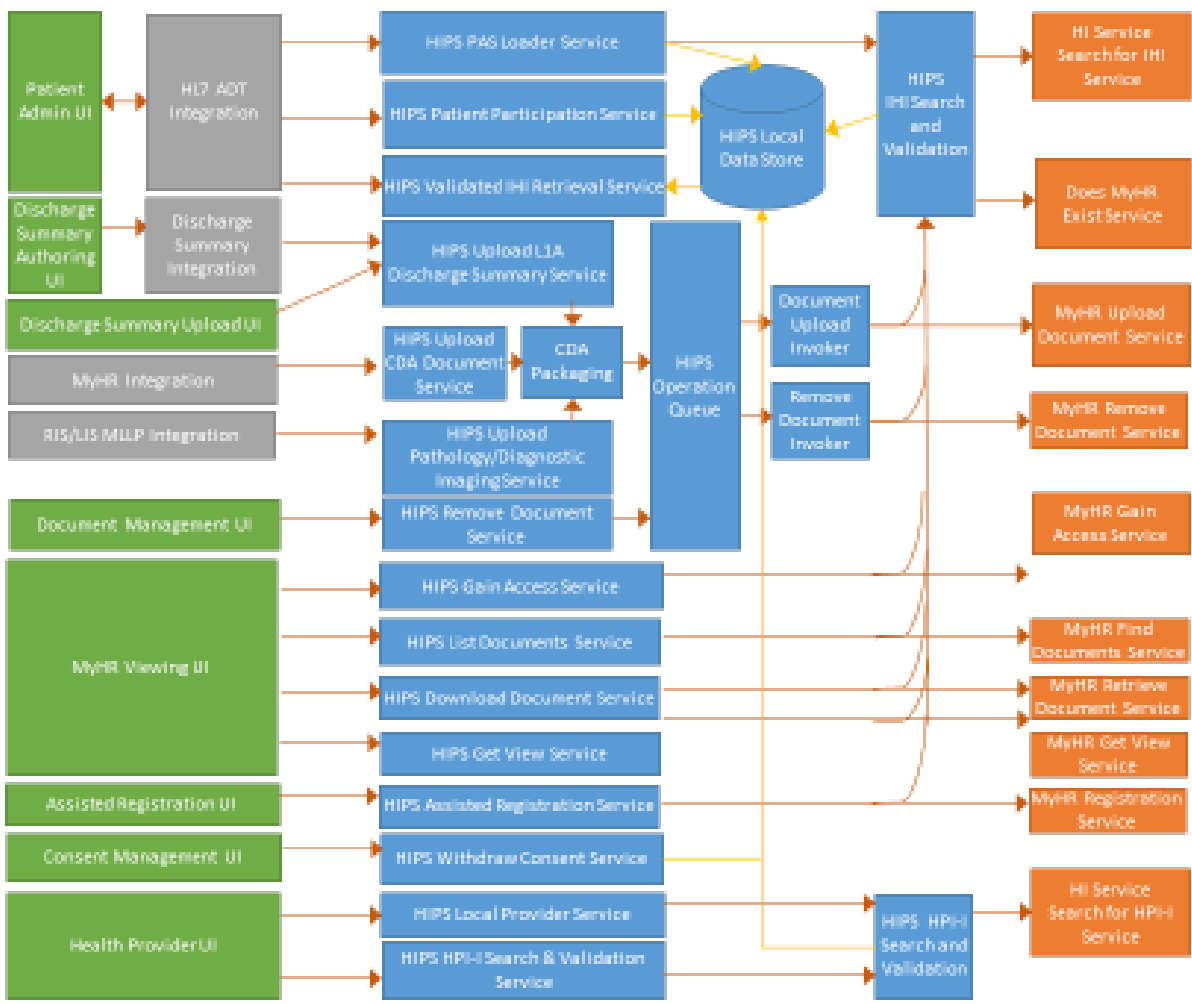 Patient
Admin UI
HL7 ADT
Integration
HIPS PAS Loader Service
HIPS Patient Participation Service
HIPS Validated IHI Retrieval Service
HIPS Local
Data Store
HIPS
IHI Search
and
Validation
HI Service
Search for IHI
Service
Does MyHR
Exist Service
Discharge
Summary
Authoring
UI
Discharge
Summary
Integration
HIPS Upload L1A
Discharge Summary Service
Discharge Summary Upload UI
MyHR Integration
RIS/LIS MLLP Integration
HIPS Upload
CDA Document
Service
CDA
Packaging
HIPS Upload
Pathology/Diagnostic
Imaging Service
HIPS
Operation
Queue
Document
Upload
Invoker
Remove
Document
Invoker
MyHR Upload
Document Service
MyHR Remove
Document Service
Document Management UI
HIPS Remove Document
Service
MyHR Gain
Access Service
MyHR Viewing UI
HIPS Gain Access Service
HIPS List Documents Service
HIPS Download Document Service
HIPS Get View Service
MyHR Find
Documents Service
MyHR Retrieve
Document Service
MyHR Get View
Service
Assisted Registration UI
HIPS Assisted Registration Service
MyHR Registration
Service
Consent Management UI
HIPS Withdraw Consent Service
Health Provider UI
HIPS Local Provider Service
HIPS HPI-I Search & Validation
Service
HIPS HPI-I
Search and
Validation
HI Service
Search for HPI-I
Service